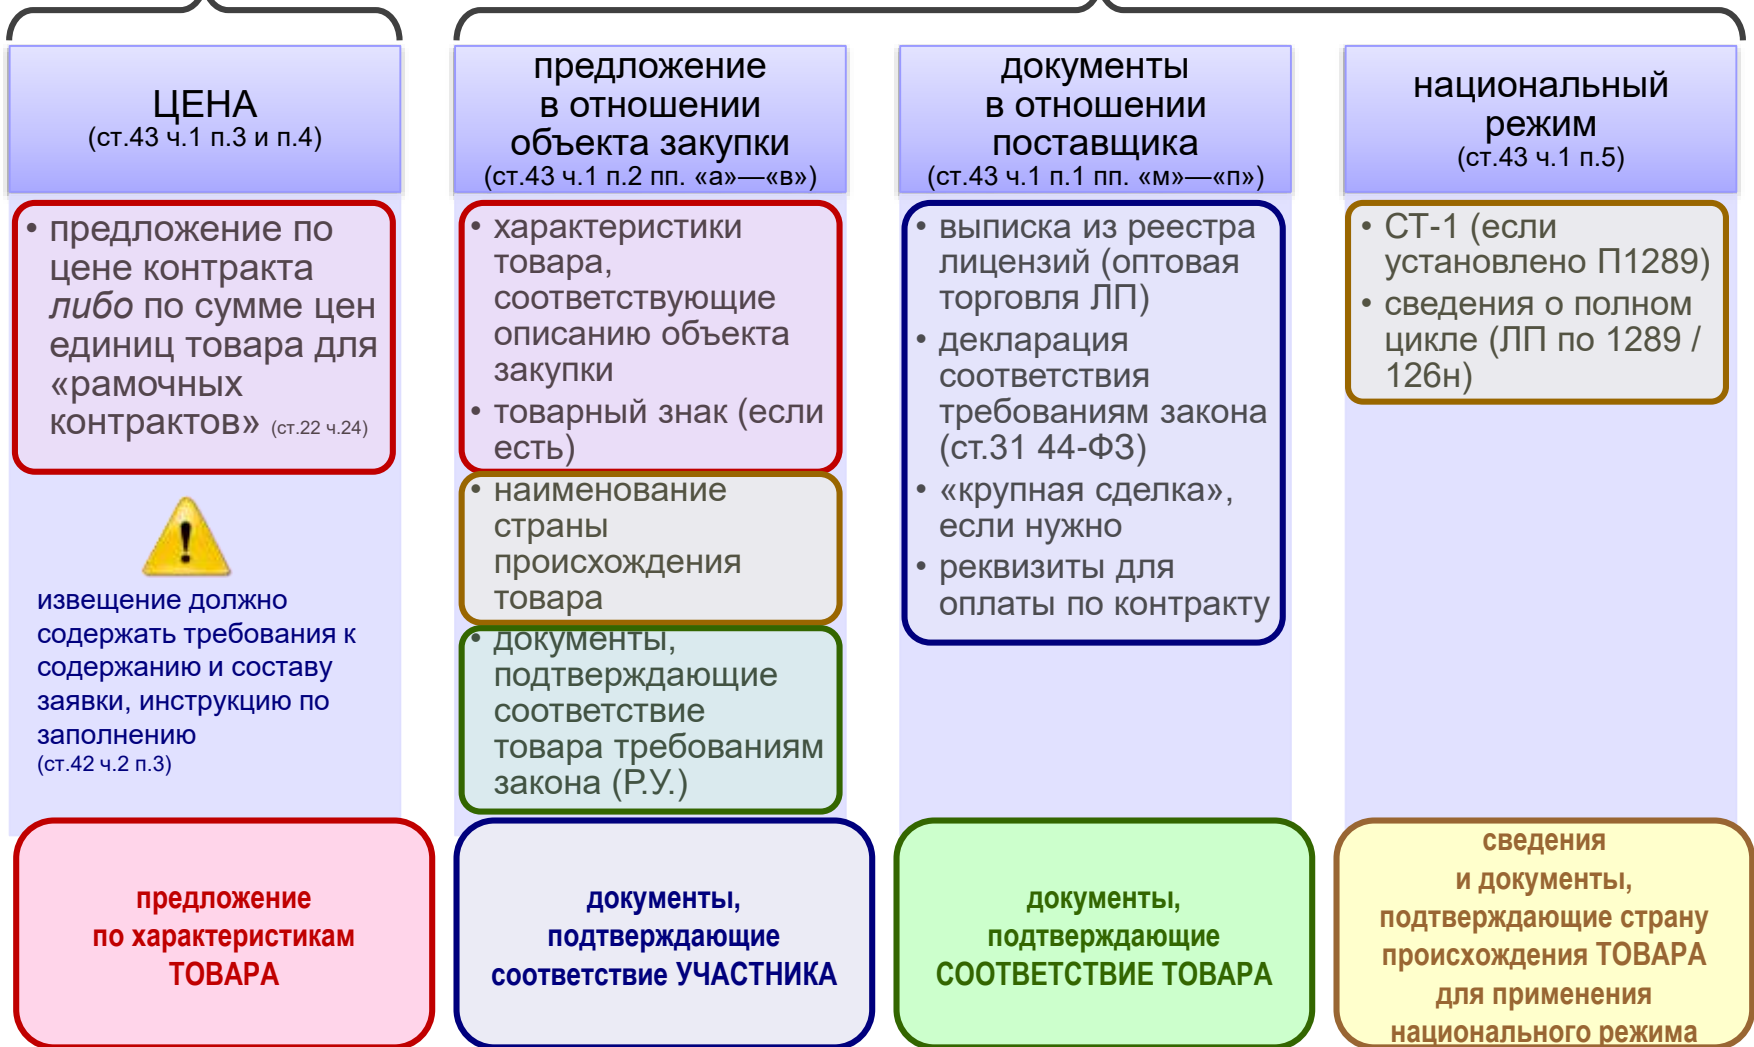 ЦЕНА
(ст.43 ч.1 п.3 и п.4)
• предложение по
цене контракта
либо по сумме цен
единиц товара для
«рамочных
контрактов» (ст.22 ч.24)
извещение должно
содержать требования к
содержанию и составу
заявки, инструкцию по
заполнению
(ст.42 ч.2 п.3)
предложение
в отношении
объекта закупки
(ст.43 ч.1 п.2 пп. «а»—«в»)
• характеристики
товара,
соответствующие
описанию объекта
закупки
• товарный знак (если
есть)
• наименование
страны
происхождения
товара
• документы,
подтверждающие
соответствие
товара требованиям
закона (Р.У.)
документы
в отношении
поставщика
(ст.43 ч.1 п.1 пп. «м»—«п»)
• выписка из реестра
лицензий (оптовая
торговля ЛП)
• декларация
соответствия
требованиям закона
(ст.31 44-ФЗ)
• «крупная сделка»,
если нужно
• реквизиты для
оплаты по контракту
национальный
режим
(ст.43 ч.1 п.5)
• СТ-1 (если
установлено П1289)
• сведения о полном
цикле (ЛП по 1289 /
126н)
предложение
по характеристикам
ТОВАРА
документы,
подтверждающие
соответствие УЧАСТНИКА
документы,
подтверждающие
СООТВЕТСТВИЕ ТОВАРА
сведения
и документы,
подтверждающие страну
происхождения ТОВАРА
для применения
национального режима